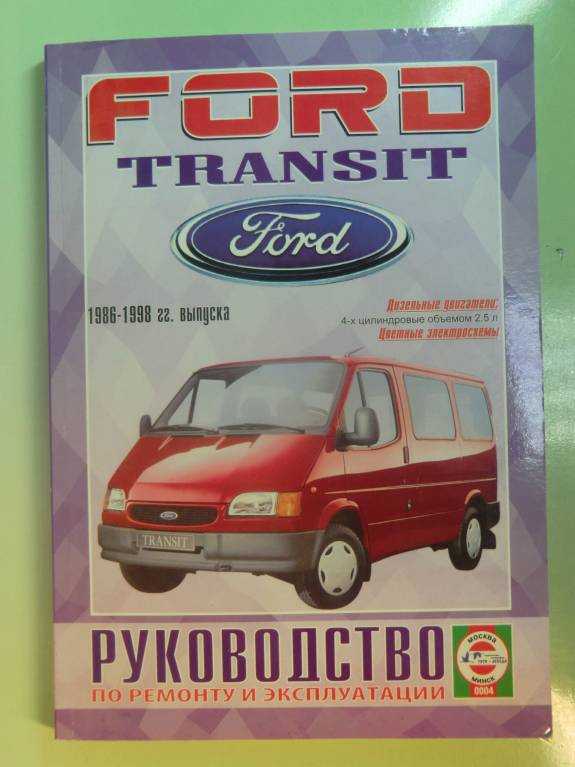 FORD
TRANSIT
Ford
1986-1998 гг. выпуска
Дизельные двигатели:
4-х цилиндровые объемом 2.5 л
Цветные электросхемы
Ford
TRANSIT
РУКОВОДСТВО
ПО РЕМОНТУ И ЭКСПЛУАТАЦИИ
МОСКВА
МИНСК
0004